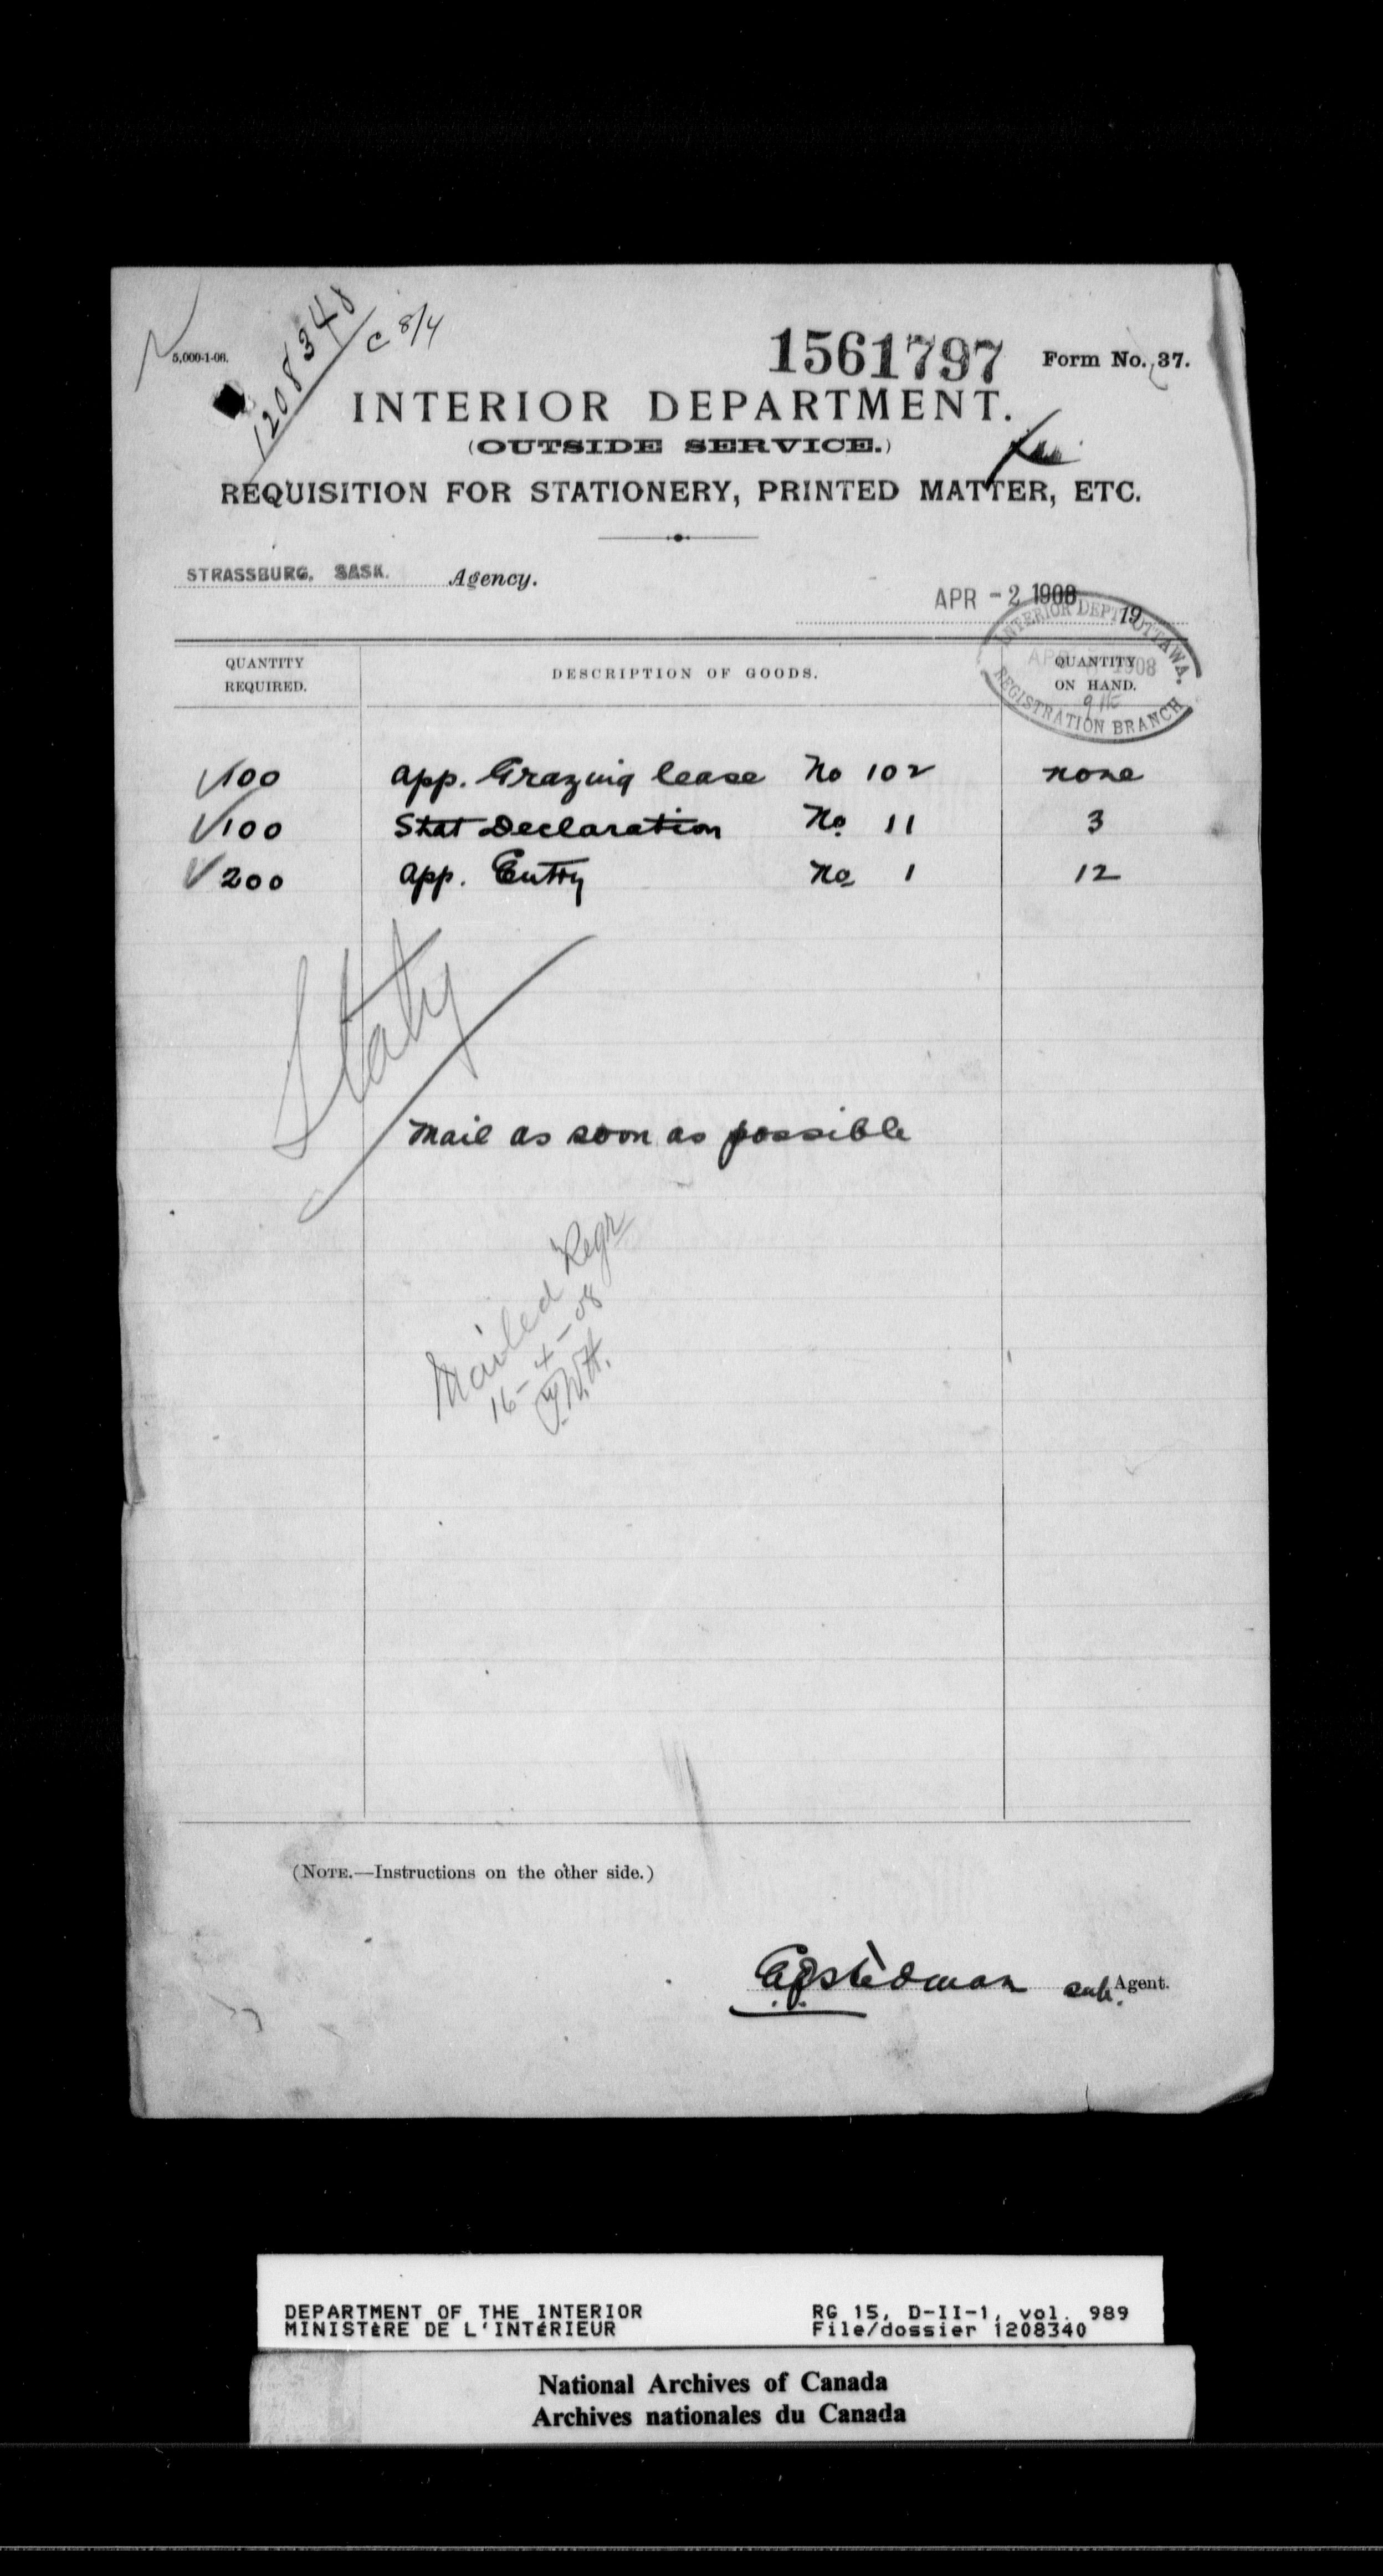 1208340
c 8/4
5,000-1-06.
1561797
Form No. 37.
INTERIOR DEPARTMENT.
(OUTSIDE SERVICE.)
REQUISITION FOR STATIONERY, PRINTED MATTER, ETC.
STRASSBURG, SASK. Agency.
APR - 2 1908 19
INTERIOR DEPT. OTTAWA.
1908
REGISTRATION BRANCH
QUANTITY REQUIRED.
DESCRIPTION OF GOODS.
QUANTITY ON HAND.
100 app. Grazing lease No 102 none
100 Stat Declaration No 11 3
200 app. Entry No 1 12
Staty
Mail as soon as possible
Mailed Regr
16-4-08
(NOTE.—Instructions on the other side.)
Stedman sub. Agent.
DEPARTMENT OF THE INTERIOR RG 15, D-II-1, vol. 989
MINISTÈRE DE L'INTÉRIEUR File/dossier 1208340
National Archives of Canada
Archives nationales du Canada